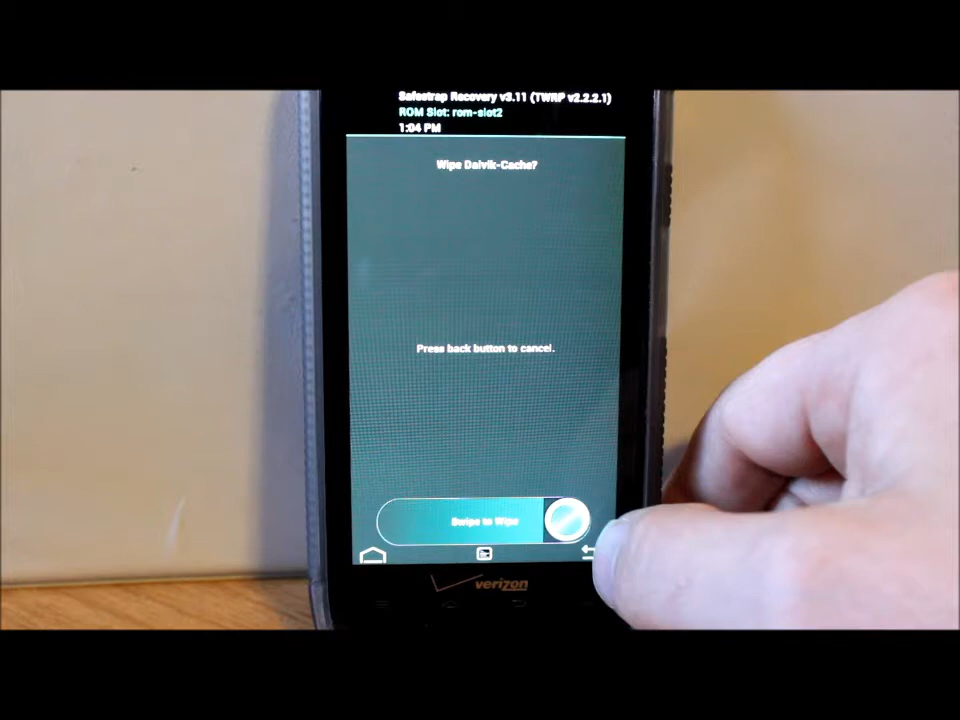 Safestrap Recovery v3.11 (TWRP v2.2.2.1)
ROM Slot: rom-slot2
1:04 PM
Wipe Dalvik-Cache?
Press back button to cancel.
Swipe to Wipe
verizon